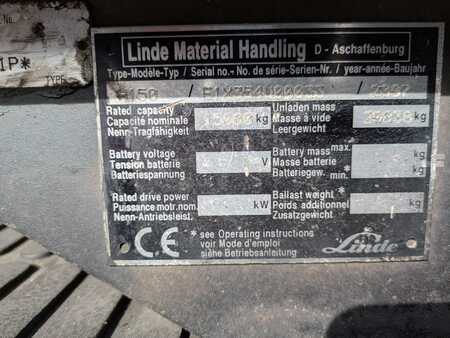 Linde Material Handling D - Aschaffenburg
Type-Modèle-Typ / Serial no.- No. de série-Serien-Nr. / year-année-Baujahr
H150 / /
Rated capacity
Capacité nominale 15000 kg
Nenn-Tragfähigkeit
Unladen mass
Masse à vide kg
Leergewicht
Battery voltage
Tension batterie V
Batteriespannung
Battery mass max. kg
Masse batterie
Batteriegew. min.* kg
Rated drive power
Puissance motr.nom. kW
Nenn-Antriebsleist.
Ballast weight *
Poids additionnel kg
Zusatzgewicht
CE
* see Operating instructions
voir Mode d'emploi
siehe Betriebsanleitung
Linde
No.
IP*
TYPE